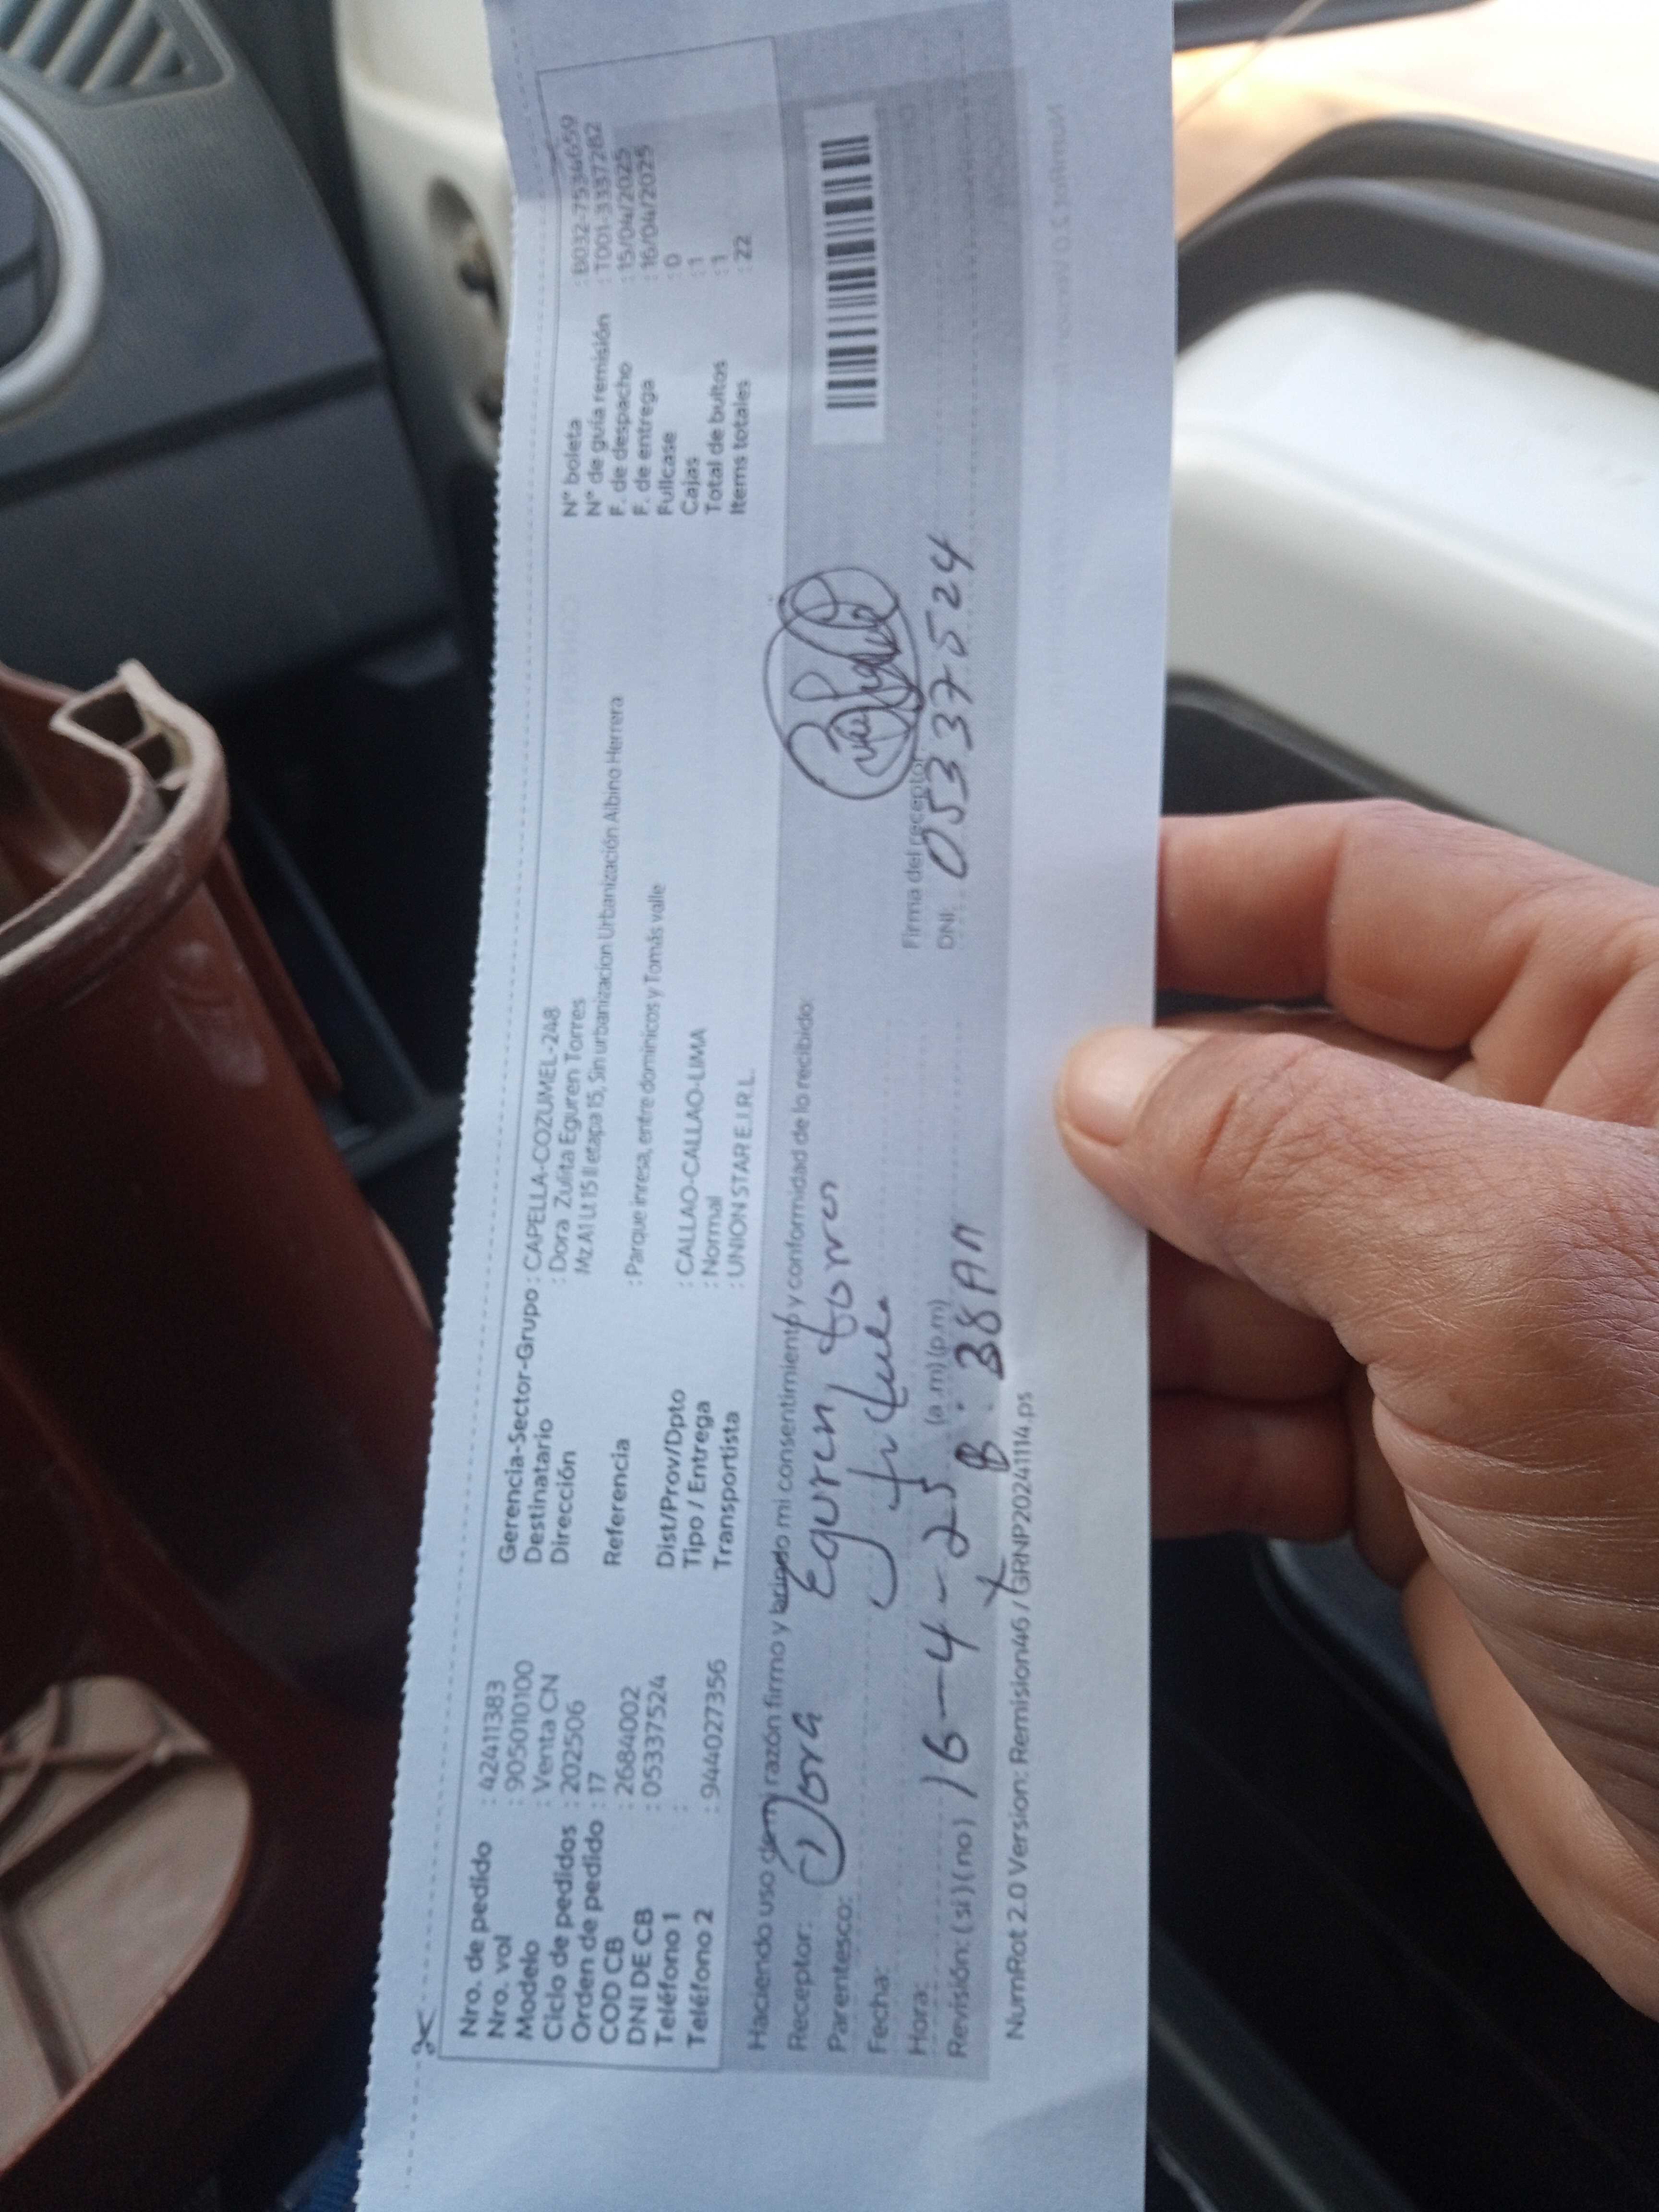 Nro. de pedido : 42411383
Nro. vol : 90501010100
Modelo : Venta CN
Ciclo de pedidos : 202506
Orden de pedido : 17
COD CB : 2684002
DNI DE CB : 05337524
Teléfono 1 :
Teléfono 2 : 944027356
Gerencia-Sector-Grupo : CAPELLA-COZUMEL-248
Destinatario : Dora Zulita Eguren Torres
Dirección MzA1 Lt 15 II etapa 15, Sin urbanizacion Urbanización Albino Herrera
Referencia : Parque inresa, entre dominicos y Tomás valle
Dist/Prov/Dpto : CALLAO-CALLAO-LIMA
Tipo / Entrega : Normal
Transportista : UNION STAR E.I.R.L.
N° boleta : B032-75346659
N° de guía remisión : T001-33377282
F. de despacho : 15/04/2025
F. de entrega : 16/04/2025
Fullcase : 0
Cajas : 1
Total de bultos : 1
Items totales : 22
Haciendo uso de mi razón firmo y brindo mi consentimiento y conformidad de lo recibido:
Receptor: Dora Eguren Torres
Parentesco:
Fecha: 16-4-25
Hora: (a.m) (p.m) 8:38 AM
Revisión: (si) (no)
Firma del receptor
DNI: 05337524
NumRot 2.0 Version: Remision46 / GRNP20241114.ps